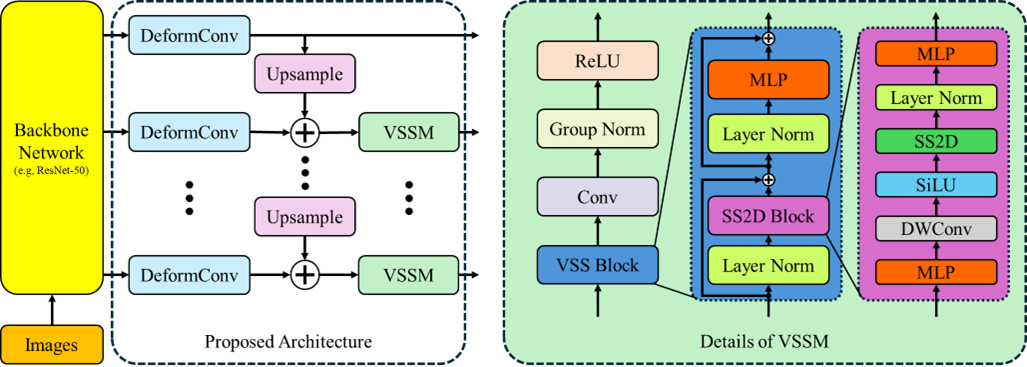 Backbone
Network
(e.g. ResNet-50)
Images
DeformConv
Upsample
DeformConv
VSSM
Upsample
DeformConv
VSSM
Proposed Architecture
ReLU
Group Norm
Conv
VSS Block
MLP
Layer Norm
SS2D Block
Layer Norm
MLP
Layer Norm
SS2D
SiLU
DWConv
MLP
Details of VSSM